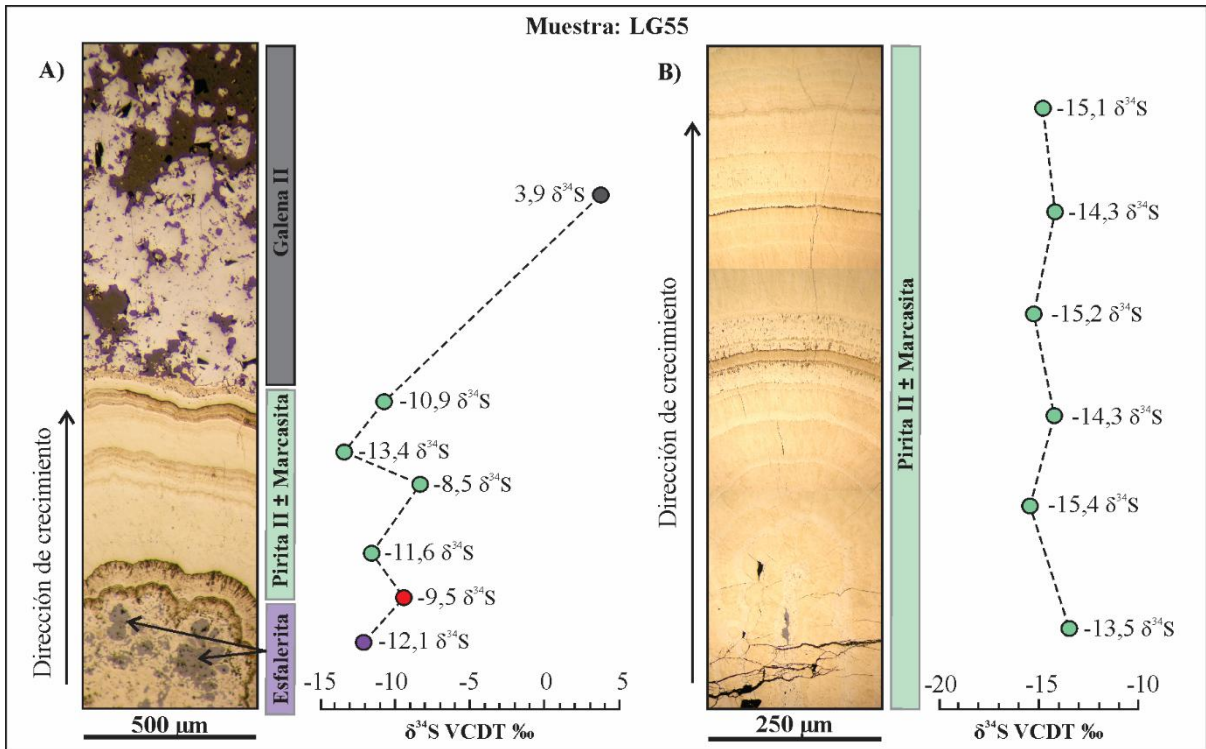 Muestra: LG55
A)
Dirección de crecimiento
Galena II
Pirita II ± Marcasita
Esfalerita
3,9 δ³⁴S
-10,9 δ³⁴S
-13,4 δ³⁴S
-8,5 δ³⁴S
-11,6 δ³⁴S
-9,5 δ³⁴S
-12,1 δ³⁴S
-15 -10 -5 0 5
δ³⁴S VCDT ‰
500 µm
B)
Dirección de crecimiento
Pirita II ± Marcasita
-15,1 δ³⁴S
-14,3 δ³⁴S
-15,2 δ³⁴S
-14,3 δ³⁴S
-15,4 δ³⁴S
-13,5 δ³⁴S
-20 -15 -10
δ³⁴S VCDT ‰
250 µm